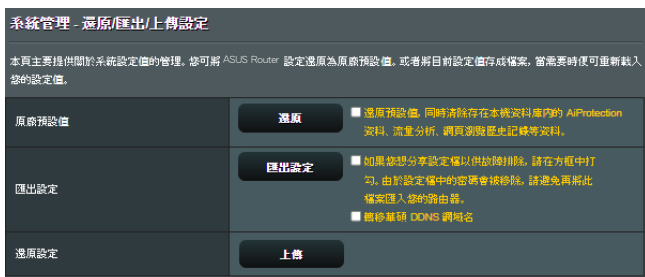 系統管理 - 還原/匯出/上傳設定
本頁主要提供關於系統設定值的管理。您可將 ASUS Router 設定還原為原廠預設值。或者將目前設定值存成檔案，當需要時便可重新載入
您的設定值。
原廠預設值
還原
還原預設值，同時清除存在本機資料庫內的 AiProtection
資料、流量分析、網頁瀏覽歷史記錄等資料。
匯出設定
匯出設定
如果您想分享設定檔以供故障排除，請在方框中打
勾。由於設定檔中的密碼會被移除，請避免再將此
檔案匯入您的路由器。
轉移華碩 DDNS 網域名
還原設定
上傳